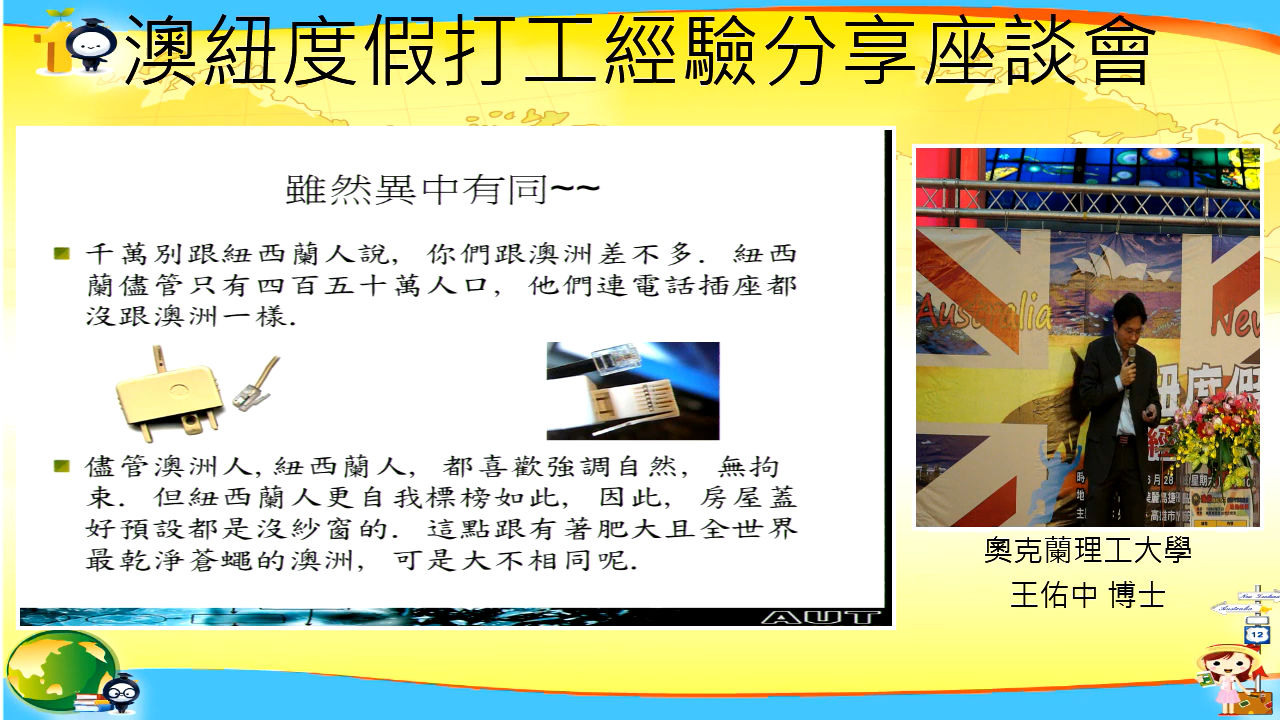 澳紐度假打工經驗分享座談會
雖然異中有同~~
千萬別跟紐西蘭人說, 你們跟澳洲差不多. 紐西
蘭儘管只有四百五十萬人口, 他們連電話插座都
沒跟澳洲一樣.
儘管澳洲人,紐西蘭人, 都喜歡強調自然, 無拘
束. 但紐西蘭人更自我標榜如此, 因此, 房屋蓋
好預設都是沒紗窗的. 這點跟有著肥大且全世界
最乾淨蒼蠅的澳洲, 可是大不相同呢.
AUT
Australia
New
紐度假
奧克蘭理工大學
王佑中 博士
New Zealand
Australia
12